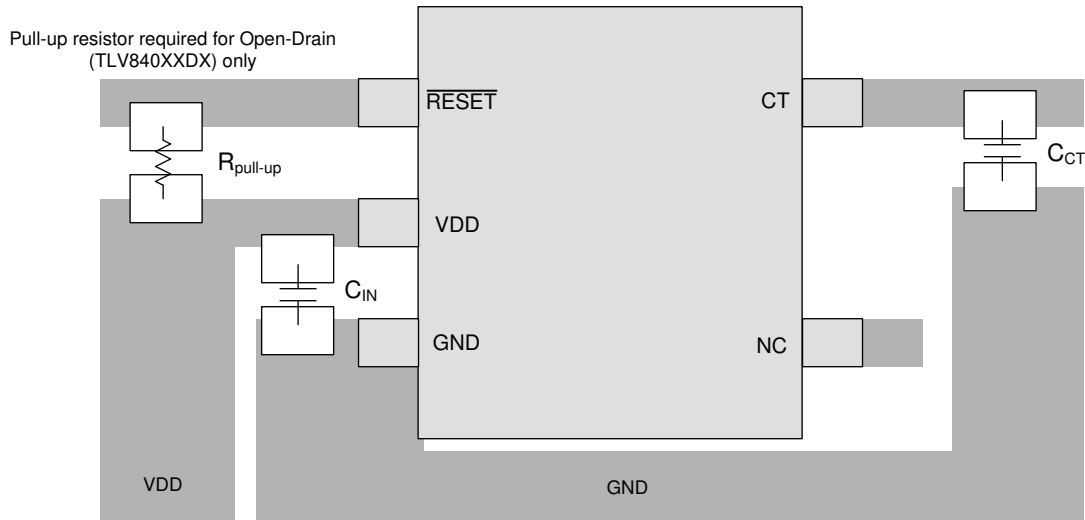 Pull-up resistor required for Open-Drain
(TLV840XXDX) only
RESET
CT
Rpull-up
CCT
VDD
CIN
GND
NC
VDD
GND